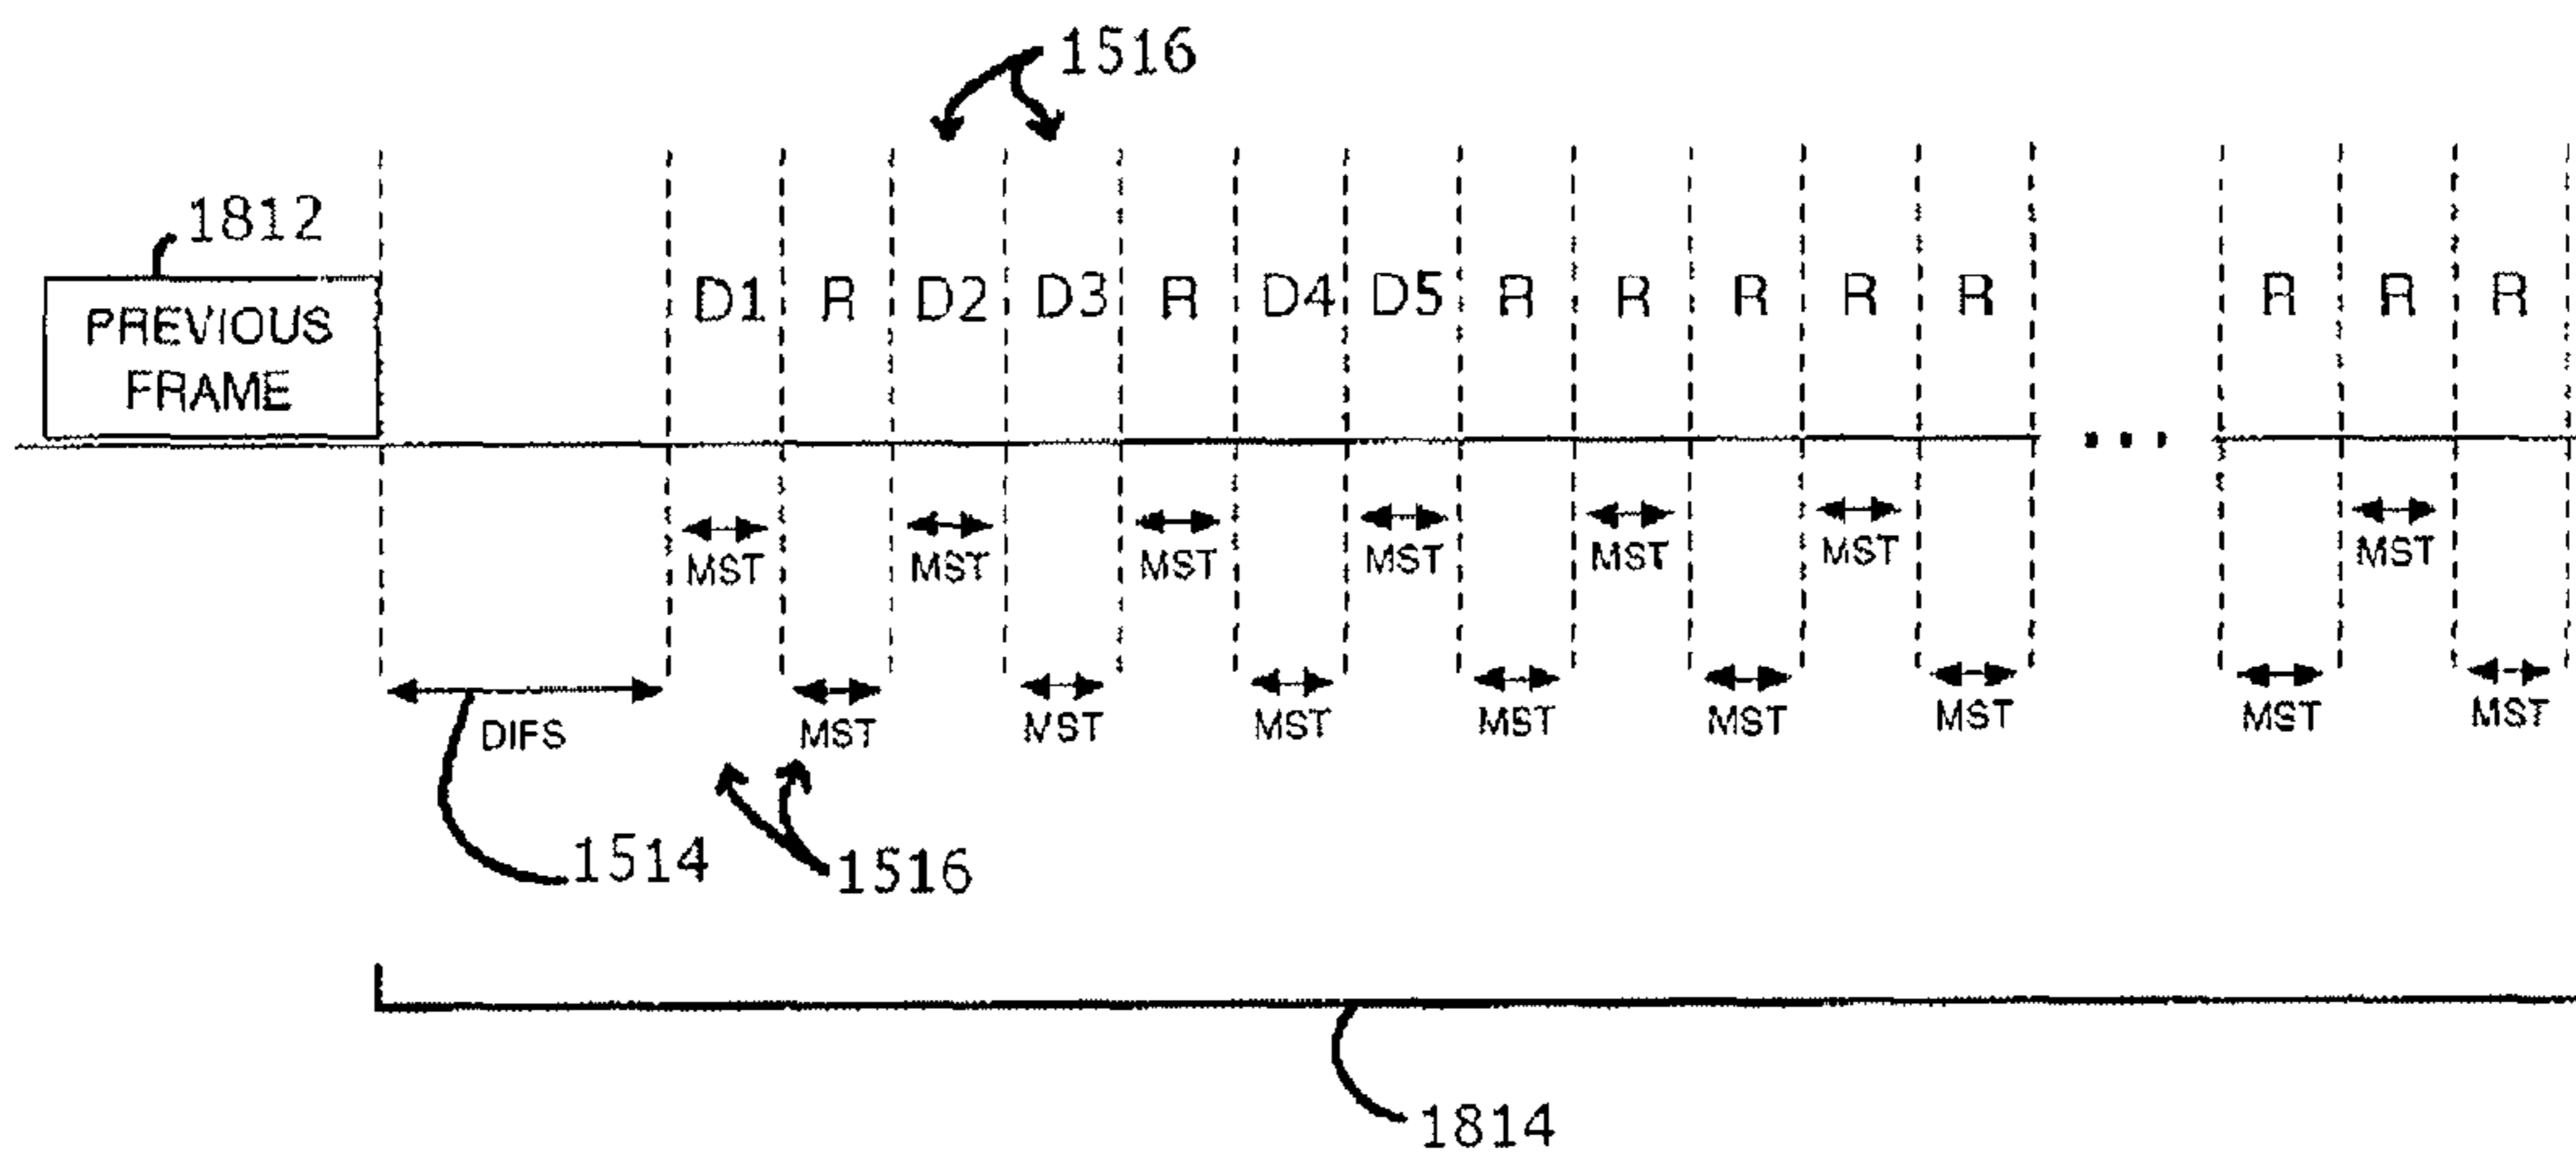 1516
1812
PREVIOUS
FRAME
D1 R D2 D3 R D4 D5 R R R R R ... R R R
MST MST MST MST MST MST MST
DIFS MST MST MST MST MST MST MST MST
1514
1516
1814